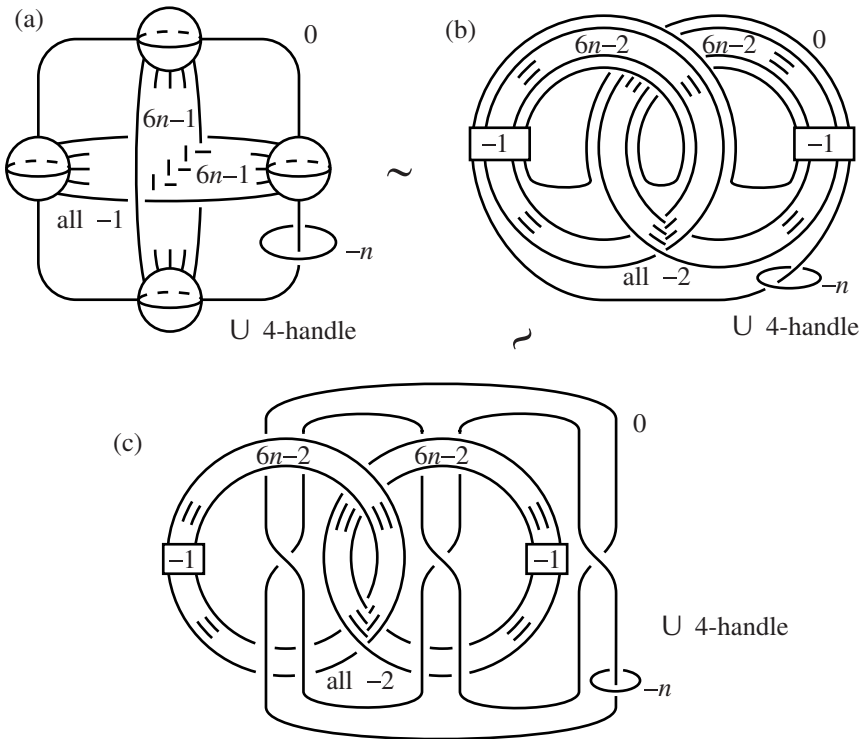 (a)
0
6n–1
6n–1
all –1
–n
∪ 4-handle
~
(b)
6n–2
6n–2
0
–1
–1
all –2
–n
∪ 4-handle
~
(c)
0
6n–2
6n–2
–1
–1
all –2
–n
∪ 4-handle